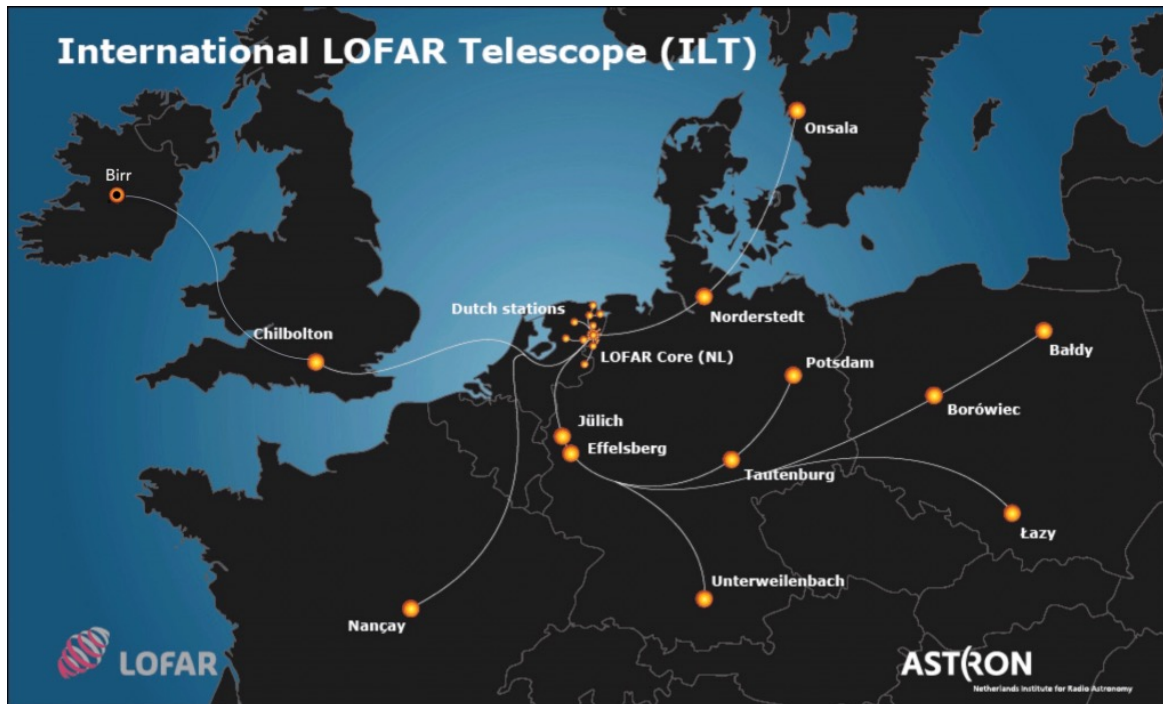 International LOFAR Telescope (ILT)
Onsala
Birr
Dutch stations
Norderstedt
Chilbolton
LOFAR Core (NL)
Bałdy
Potsdam
Borówiec
Jülich
Effelsberg
Tautenburg
Łazy
Unterweilenbach
Nançay
LOFAR
ASTRON
Netherlands Institute for Radio Astronomy